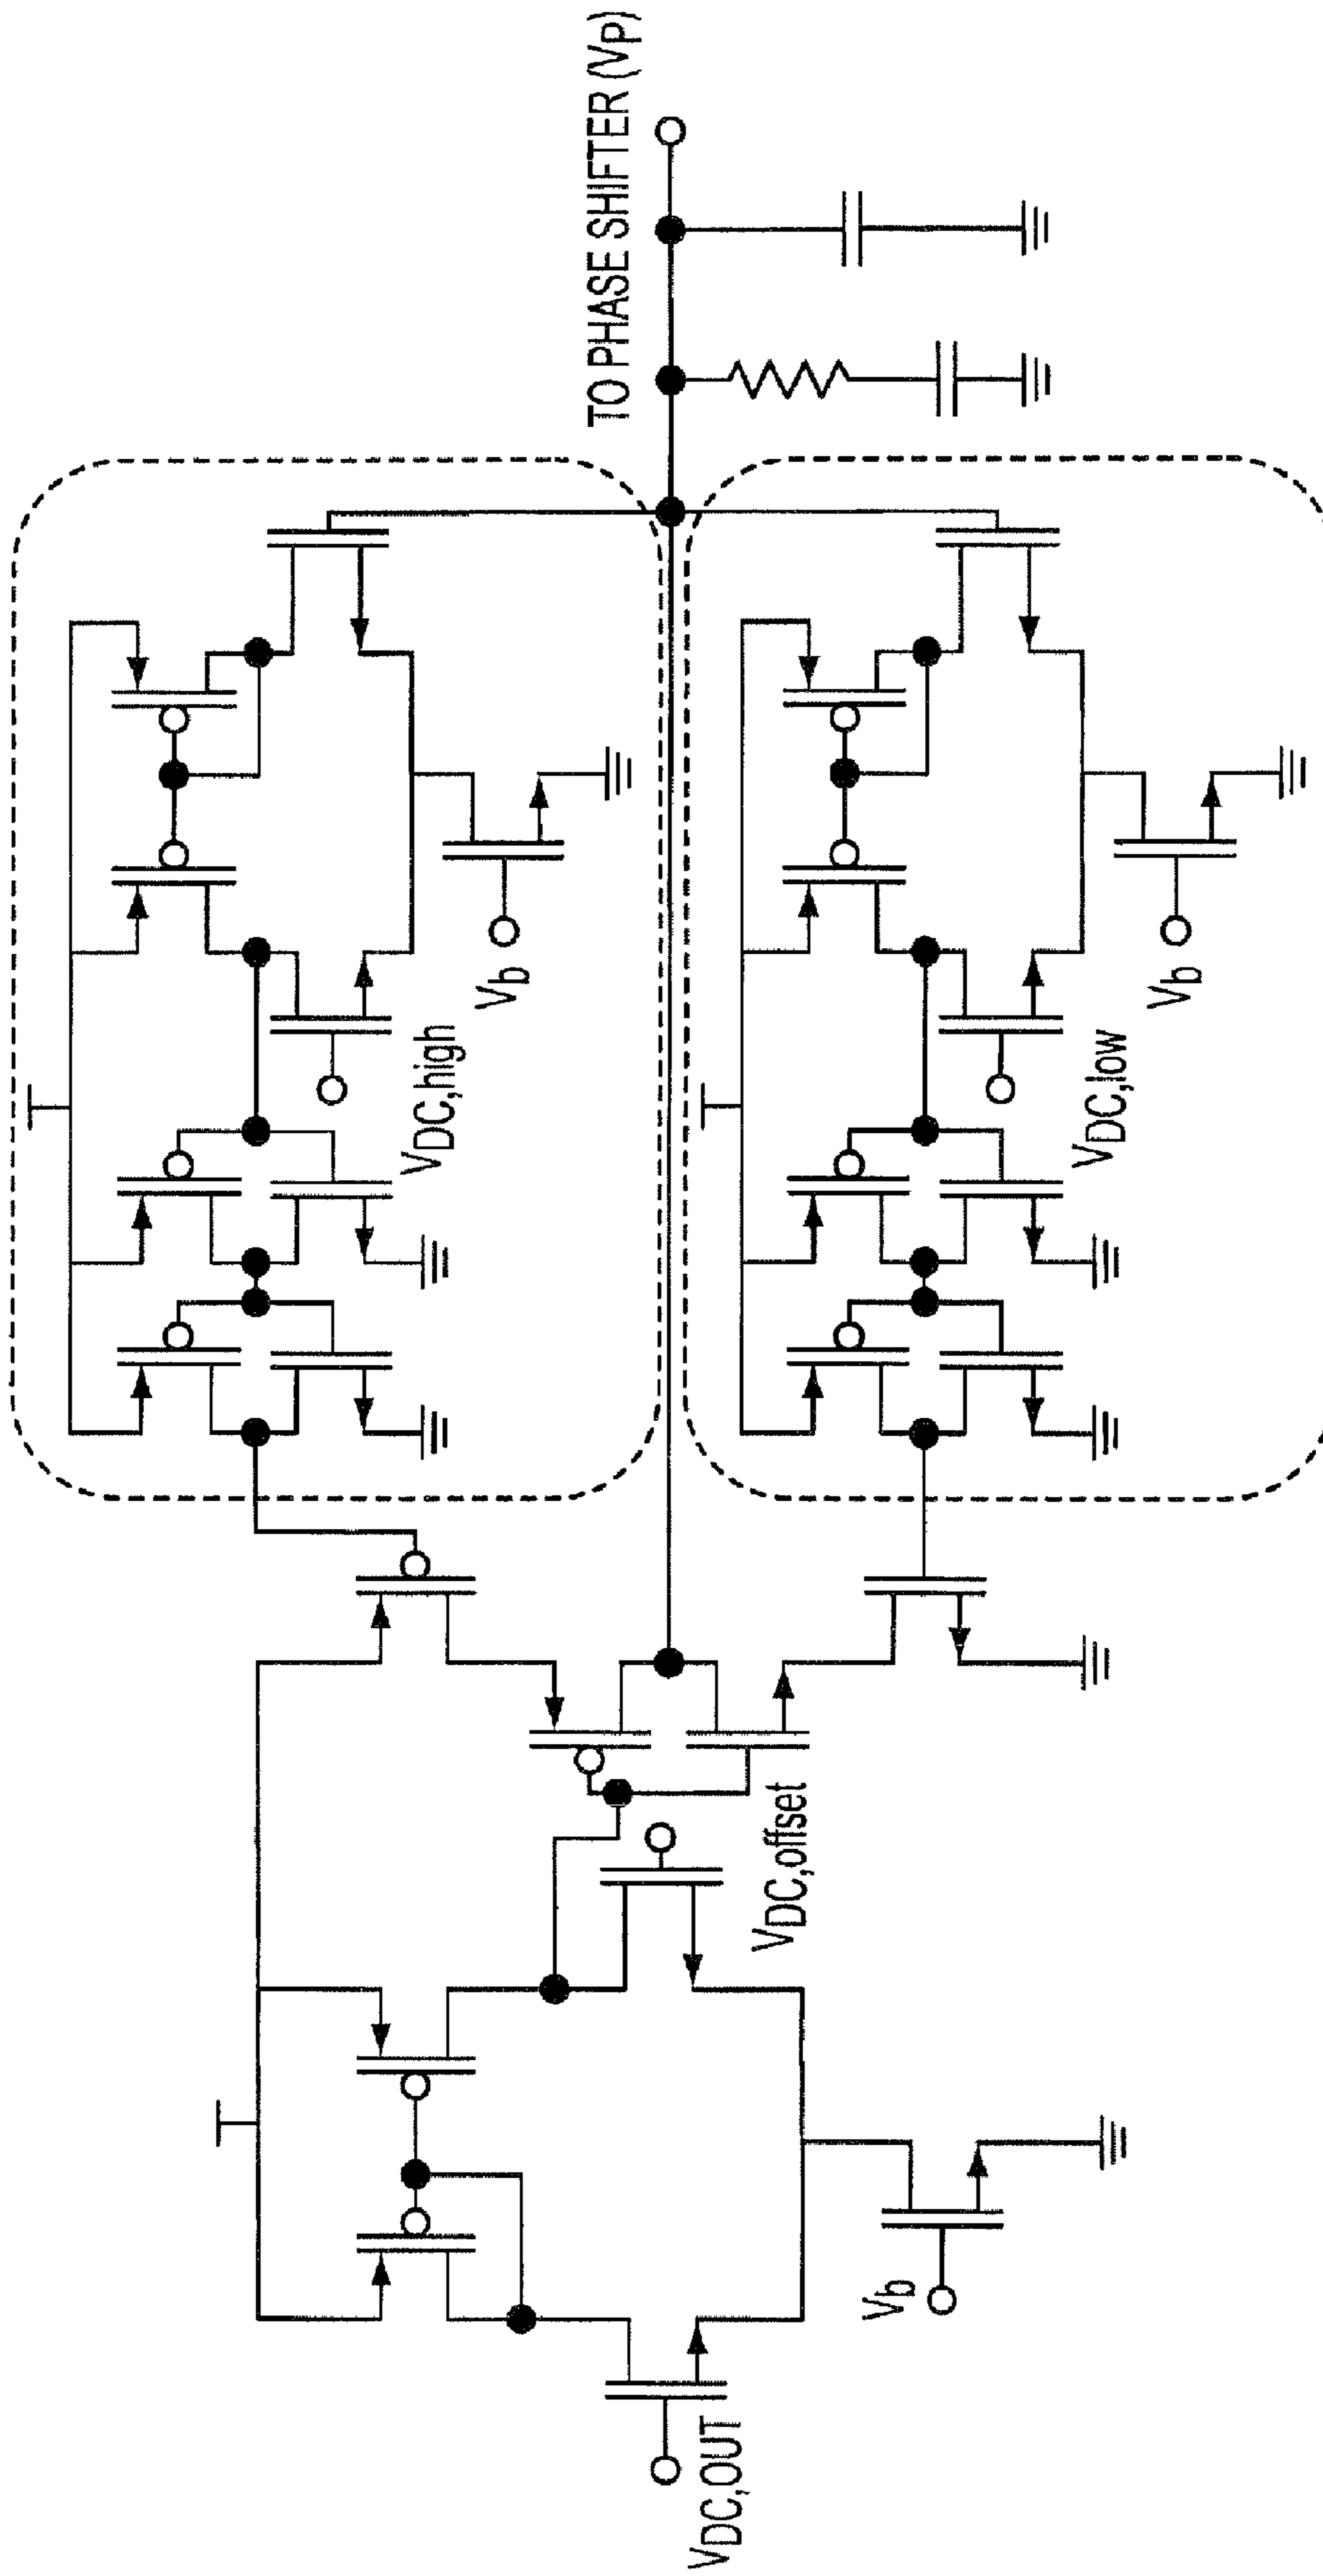 TO PHASE SHIFTER (VP)
Vb
VDC,high
Vb
VDC,low
VDC,offset
Vb
VDC,OUT